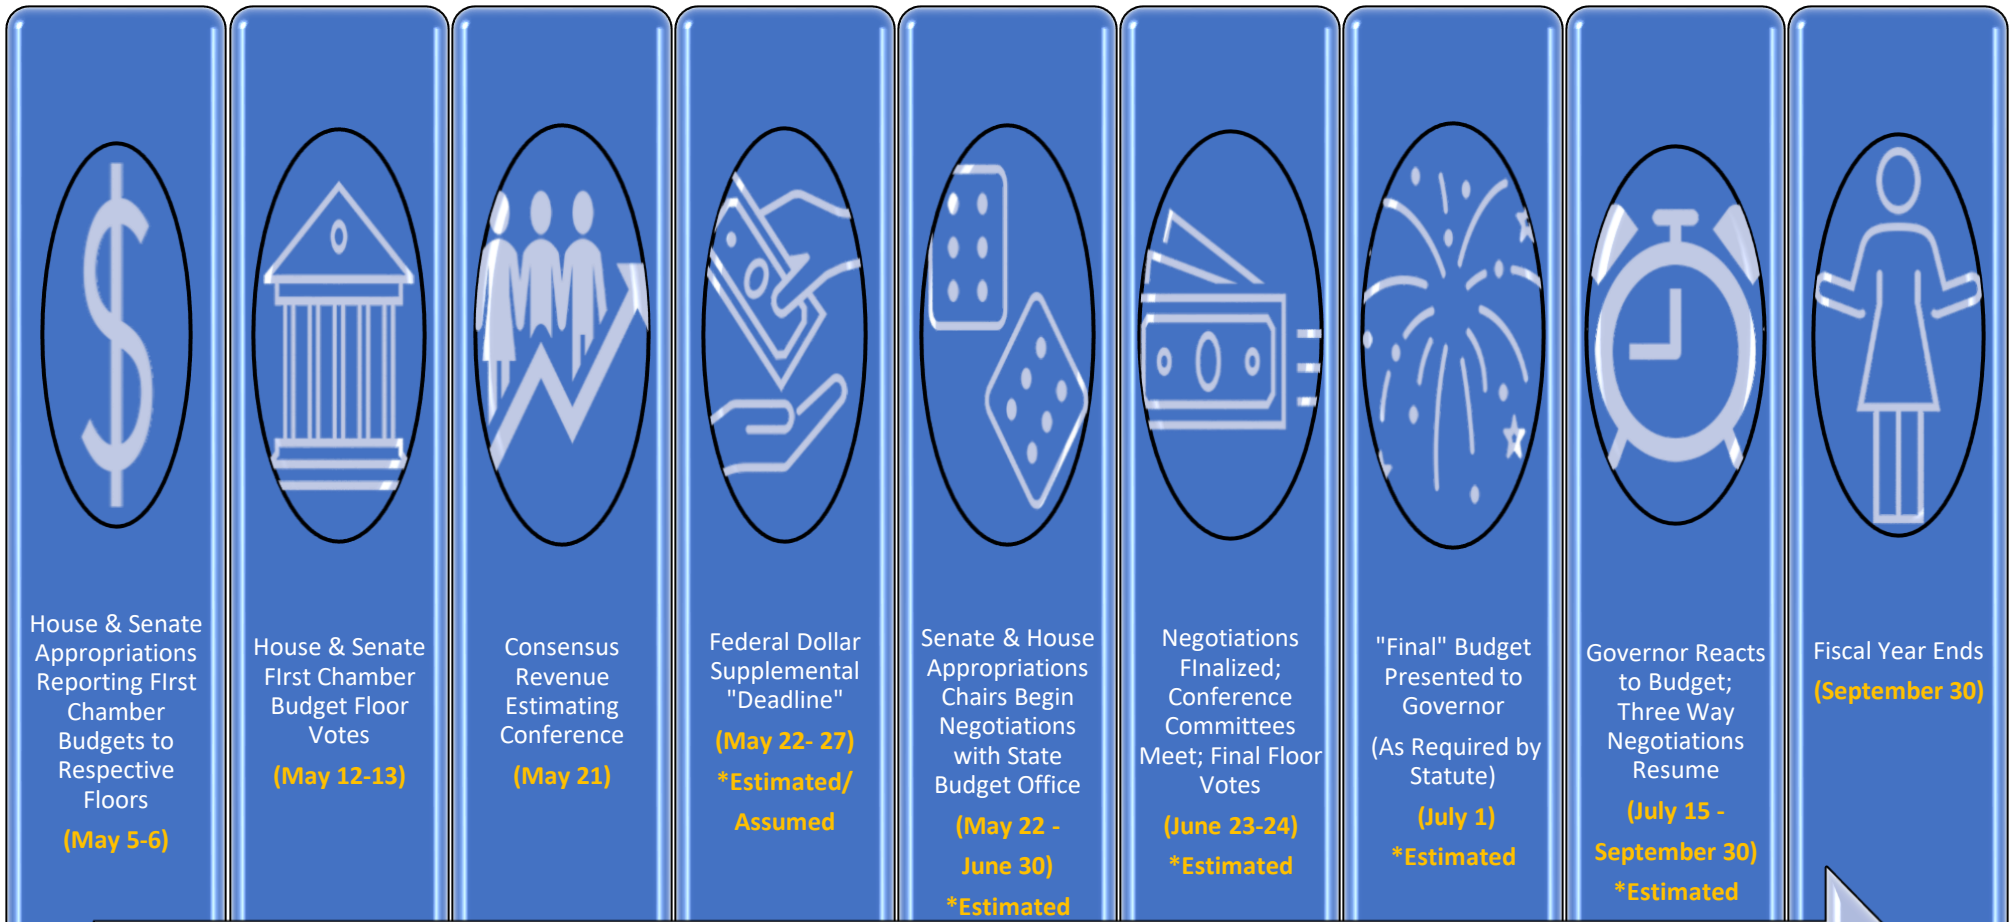 House & Senate
Appropriations
Reporting FIrst
Chamber
Budgets to
Respective
Floors
(May 5-6)
House & Senate
FIrst Chamber
Budget Floor
Votes
(May 12-13)
Consensus
Revenue
Estimating
Conference
(May 21)
Federal Dollar
Supplemental
"Deadline"
(May 22- 27)
*Estimated/
Assumed
Senate & House
Appropriations
Chairs Begin
Negotiations
with State
Budget Office
(May 22 -
June 30)
*Estimated
Negotiations
FInalized;
Conference
Committees
Meet; Final Floor
Votes
(June 23-24)
*Estimated
"Final" Budget
Presented to
Governor
(As Required by
Statute)
(July 1)
*Estimated
Governor Reacts
to Budget;
Three Way
Negotiations
Resume
(July 15 -
September 30)
*Estimated
Fiscal Year Ends
(September 30)